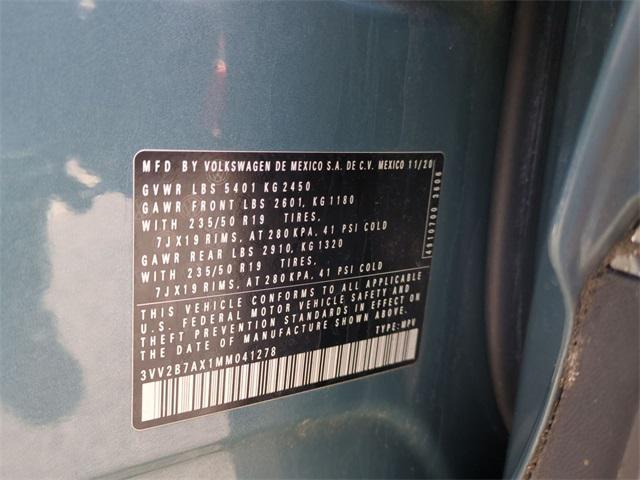 MFD BY VOLKSWAGEN DE MEXICO S.A. DE C.V. MEXICO 11/20
GVWR LBS 5401 KG 2450
GAWR FRONT LBS 2601, KG 1180
WITH 235/50 R19 TIRES,
7JX19 RIMS, AT 280 KPA, 41 PSI COLD
GAWR REAR LBS 2910, KG 1320
WITH 235/50 R19 TIRES,
7JX19 RIMS, AT 280 KPA, 41 PSI COLD
THIS VEHICLE CONFORMS TO ALL APPLICABLE
U.S. FEDERAL MOTOR VEHICLE SAFETY AND
THEFT PREVENTION STANDARDS IN EFFECT ON
THE DATE OF MANUFACTURE SHOWN ABOVE.
TYPE: MPV
3VV2B7AX1MM041278